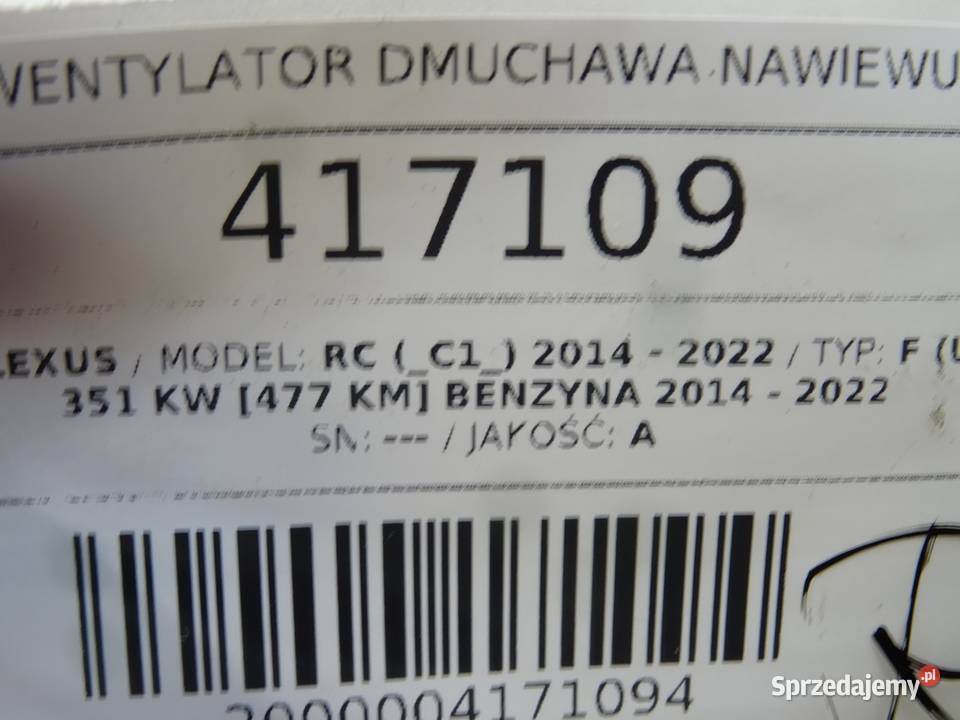 WENTYLATOR DMUCHAWA NAWIEWU
417109
LEXUS / MODEL: RC (_C1_) 2014 - 2022 / TYP: F (U
351 KW [477 KM] BENZYNA 2014 - 2022
SN: --- / JAKOŚĆ: A
2000004171094
Sprzedajemy.pl